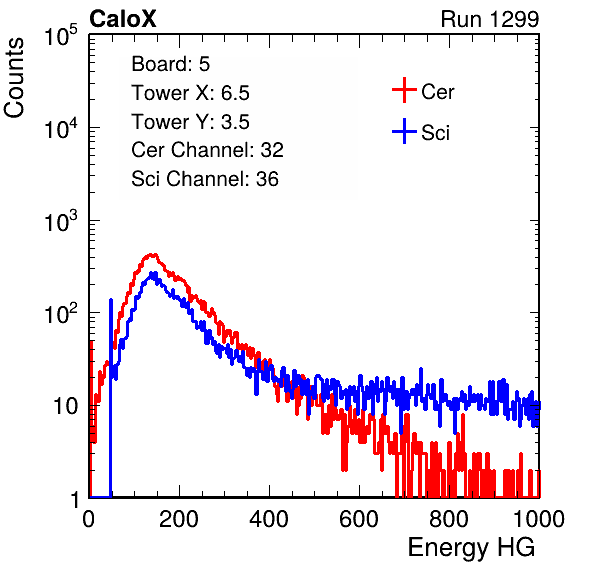 CaloX Run 1299
Counts
10^5
10^4
10^3
10^2
10
1
Board: 5
Tower X: 6.5
Tower Y: 3.5
Cer Channel: 32
Sci Channel: 36
Cer
Sci
0 200 400 600 800 1000
Energy HG